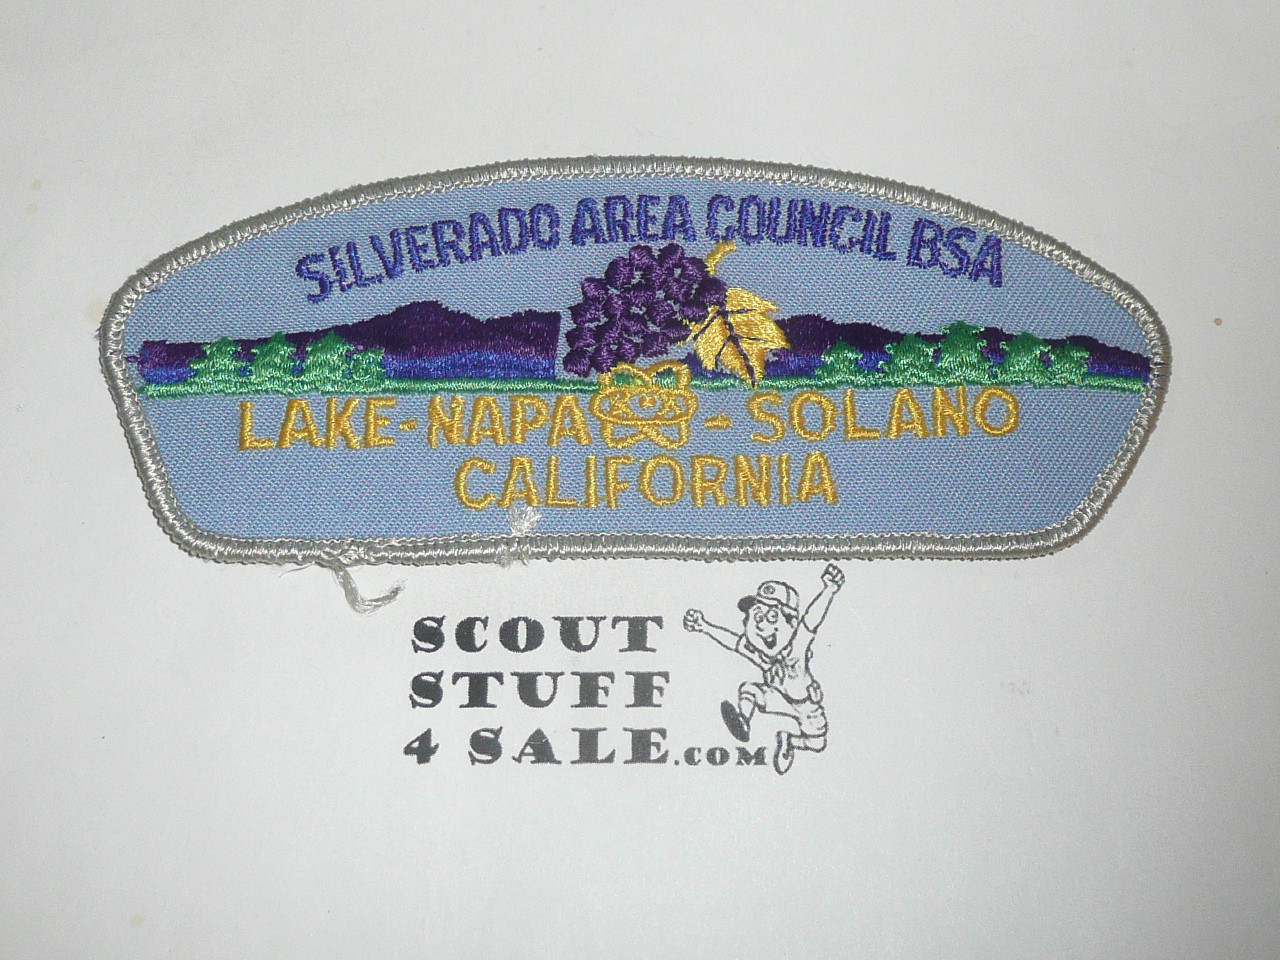 SILVERADO AREA COUNCIL BSA
LAKE-NAPA-SOLANO
CALIFORNIA
SCOUT
STUFF
4 SALE.COM